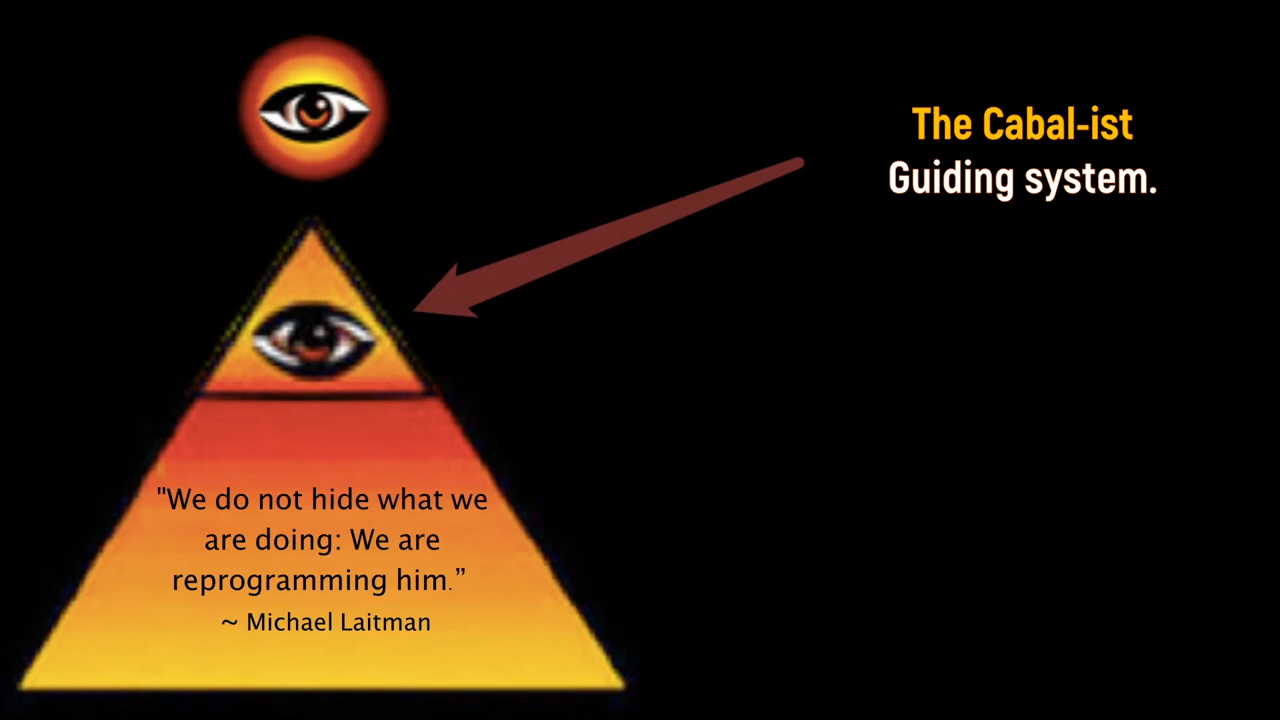 The Cabal-ist
Guiding system.
"We do not hide what we
are doing: We are
reprogramming him.”
~ Michael Laitman